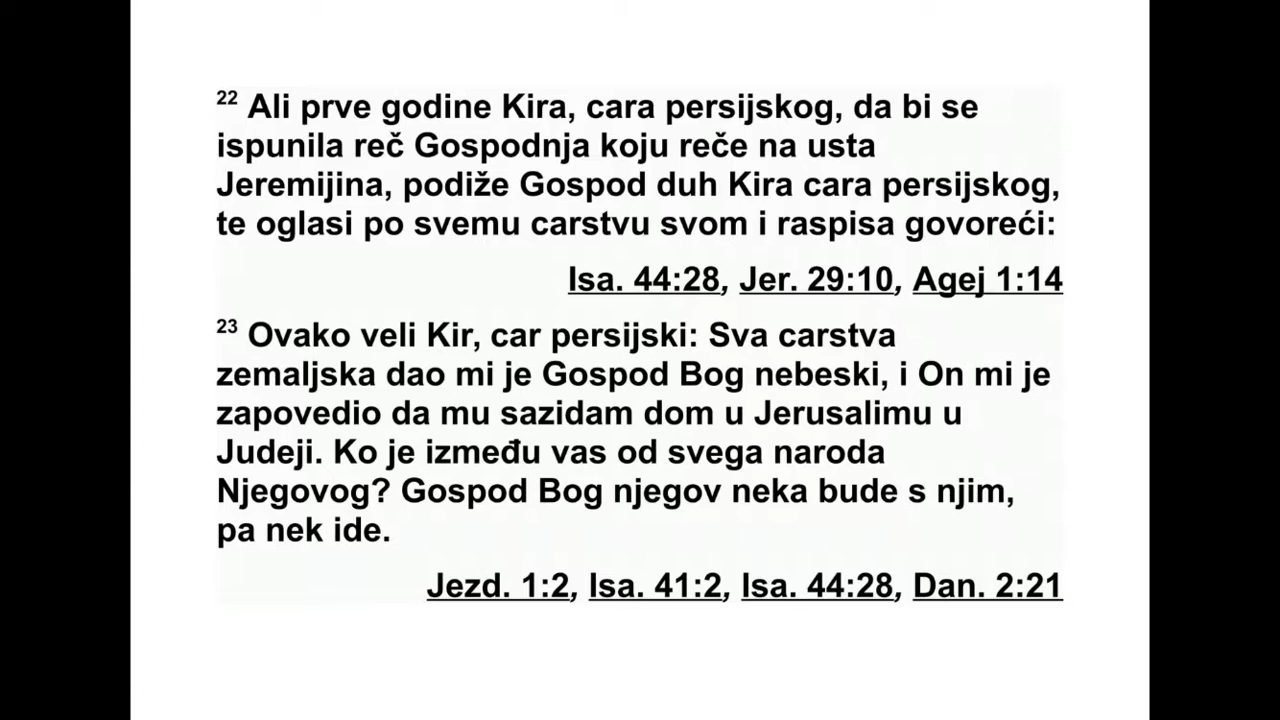 22 Ali prve godine Kira, cara persijskog, da bi se
ispunila reč Gospodnja koju reče na usta
Jeremijina, podiže Gospod duh Kira cara persijskog,
te oglasi po svemu carstvu svom i raspisa govoreći:
Isa. 44:28, Jer. 29:10, Agej 1:14
23 Ovako veli Kir, car persijski: Sva carstva
zemaljska dao mi je Gospod Bog nebeski, i On mi je
zapovedio da mu sazidam dom u Jerusalimu u
Judeji. Ko je između vas od svega naroda
Njegovog? Gospod Bog njegov neka bude s njim,
pa nek ide.
Jezd. 1:2, Isa. 41:2, Isa. 44:28, Dan. 2:21